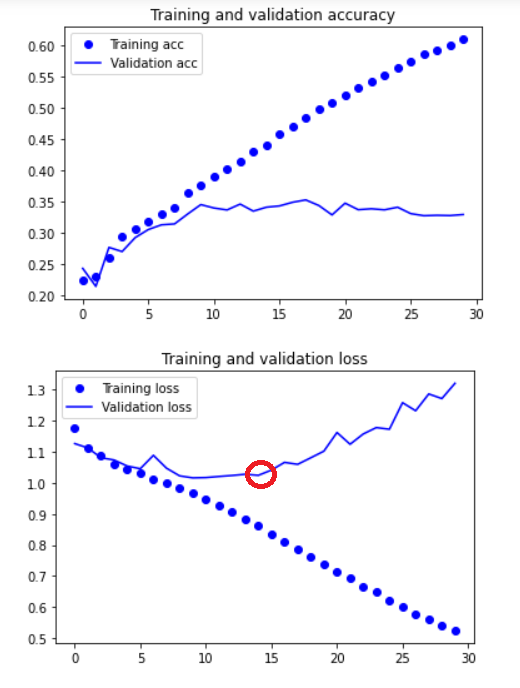 Training and validation accuracy
Training acc
Validation acc
0.60
0.55
0.50
0.45
0.40
0.35
0.30
0.25
0.20
0 5 10 15 20 25 30
Training and validation loss
Training loss
Validation loss
1.3
1.2
1.1
1.0
0.9
0.8
0.7
0.6
0.5
0 5 10 15 20 25 30